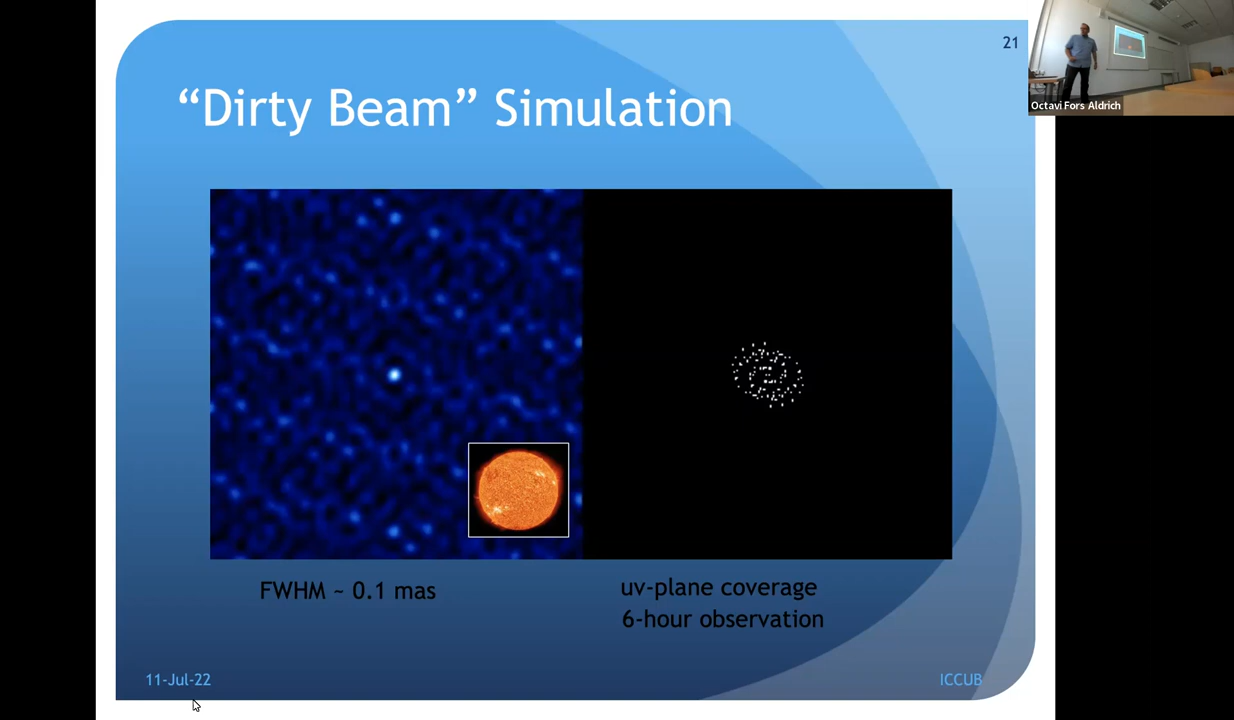 21
Octavi Fors Aldrich
“Dirty Beam” Simulation
FWHM ~ 0.1 mas
uv-plane coverage
6-hour observation
11-Jul-22
ICCUB